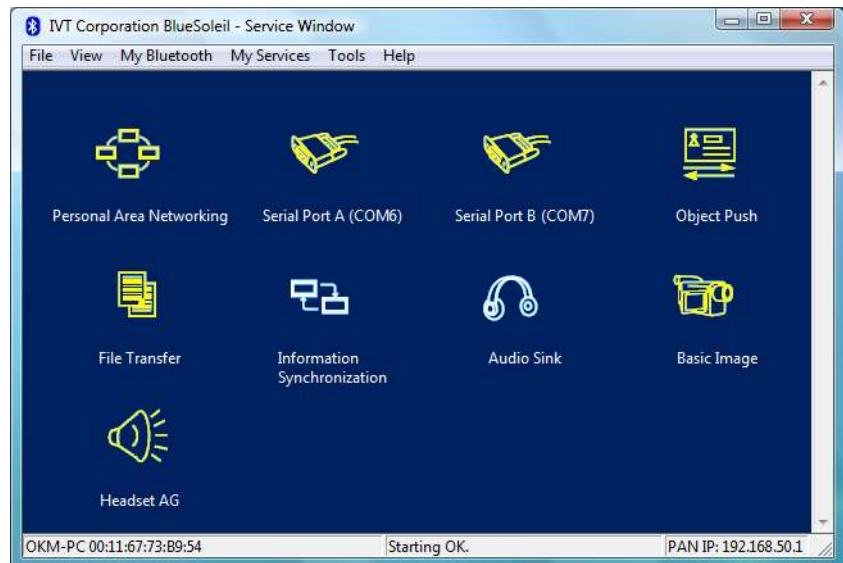 IVT Corporation BlueSoleil - Service Window
File View My Bluetooth My Services Tools Help
Personal Area Networking Serial Port A (COM6) Serial Port B (COM7) Object Push
File Transfer Information Synchronization Audio Sink Basic Image
Headset AG
OKM-PC 00:11:67:73:B9:54 Starting OK. PAN IP: 192.168.50.1